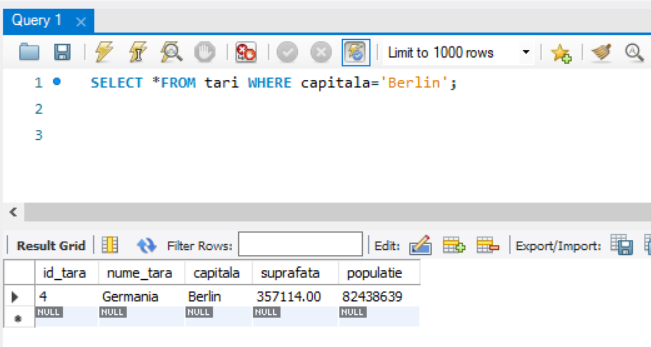 Query 1
Limit to 1000 rows
1 SELECT *FROM tari WHERE capitala='Berlin';
2
3
Result Grid Filter Rows: Edit: Export/Import:
id_tara nume_tara capitala suprafata populatie
4 Germania Berlin 357114.00 82438639
NULL NULL NULL NULL NULL